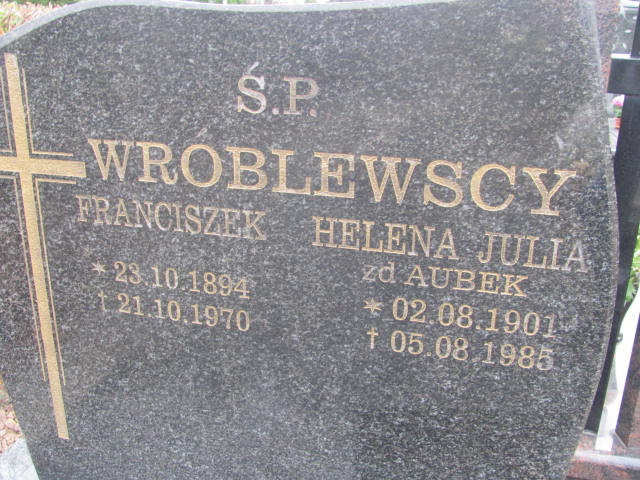 Ś.P.
WROBLEWSCY
FRANCISZEK
* 23.10.1894
† 21.10.1970
HELENA JULIA
zd AUBEK
* 02.08.1901
† 05.08.1985